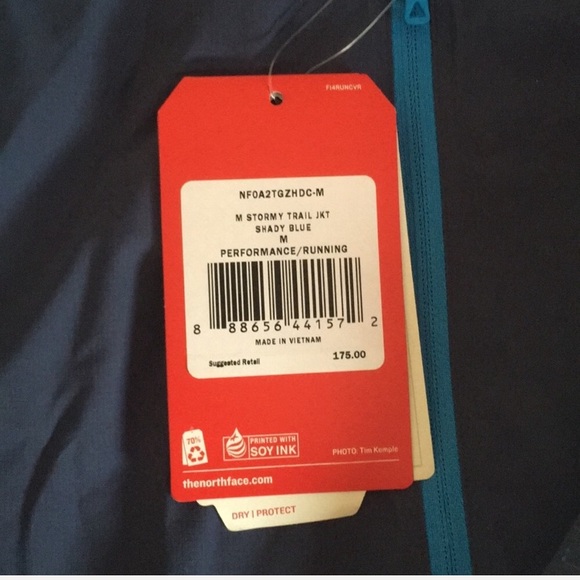 FI4RUNCVR
NF0A2TGZHDC-M
M STORMY TRAIL JKT
SHADY BLUE
M
PERFORMANCE/RUNNING
8 88656 44157 2
MADE IN VIETNAM
Suggested Retail 175.00
70%
PRINTED WITH
SOY INK
PHOTO: Tim Kemple
thenorthface.com
DRY | PROTECT